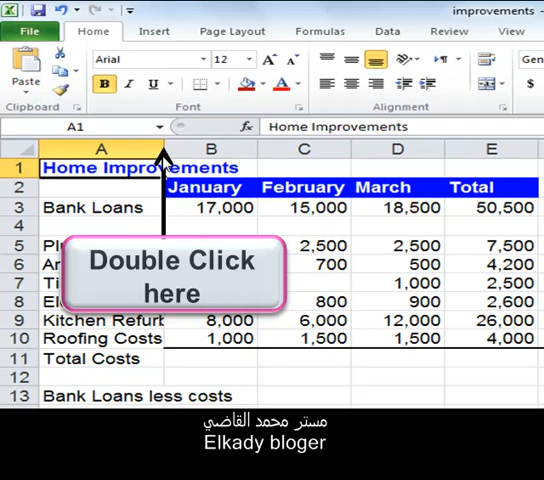 improvements -
File Home Insert Page Layout Formulas Data Review View
Paste
Arial 12 A A Gen
B I U A $
Clipboard Font Alignment
A1 fx Home Improvements
A B C D E
1 Home Improvements
2 January February March Total
3 Bank Loans 17,000 15,000 18,500 50,500
4
5 Pl 2,500 2,500 7,500
6 Ar 700 500 4,200
7 Ti 1,000 2,500
8 El 800 900 2,600
9 Kitchen Refurb 8,000 6,000 12,000 26,000
10 Roofing Costs 1,000 1,500 1,500 4,000
11 Total Costs
12
13 Bank Loans less costs
Double Click
here
مستر محمد القاضي
Elkady bloger